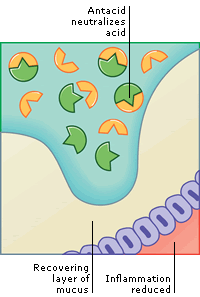 Antacid
neutralizes
acid
Recovering
layer of
mucus
Inflammation
reduced